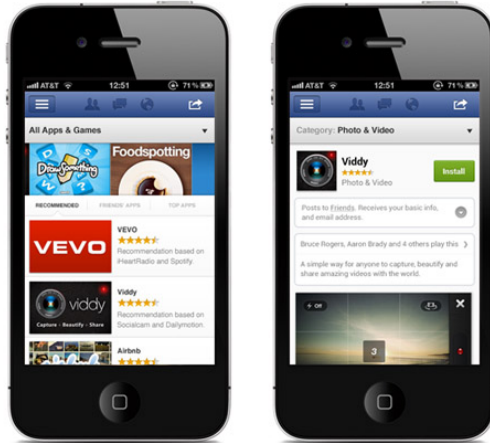 AT&T 12:51 71%
All Apps & Games
Draw Something
Foodspotting
RECOMMENDED FRIENDS' APPS TOP APPS
VEVO
VEVO
Recommendation based on
iHeartRadio and Spotify.
viddy
Capture - Beautify - Share
Viddy
Recommendation based on
Socialcam and Dailymotion.
Airbnb
AT&T 12:51 71%
Category: Photo & Video
Viddy
Photo & Video
Install
Posts to Friends. Receives your basic info,
and email address.
Bruce Rogers, Aaron Brady and 4 others play this
A simple way for anyone to capture, beautify and
share amazing videos with the world.
Off
3